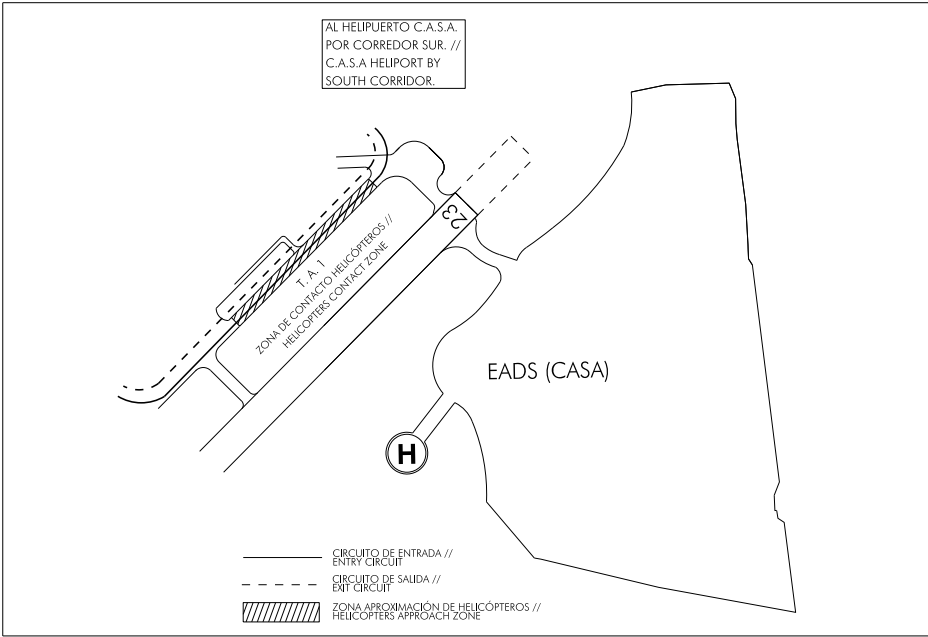 AL HELIPUERTO C.A.S.A.
POR CORREDOR SUR. //
C.A.S.A HELIPORT BY
SOUTH CORRIDOR.
23
T. A. 1
ZONA DE CONTACTO HELICÓPTEROS //
HELICOPTERS CONTACT ZONE
EADS (CASA)
H
CIRCUITO DE ENTRADA //
ENTRY CIRCUIT
CIRCUITO DE SALIDA //
EXIT CIRCUIT
ZONA APROXIMACIÓN DE HELICÓPTEROS //
HELICOPTERS APPROACH ZONE